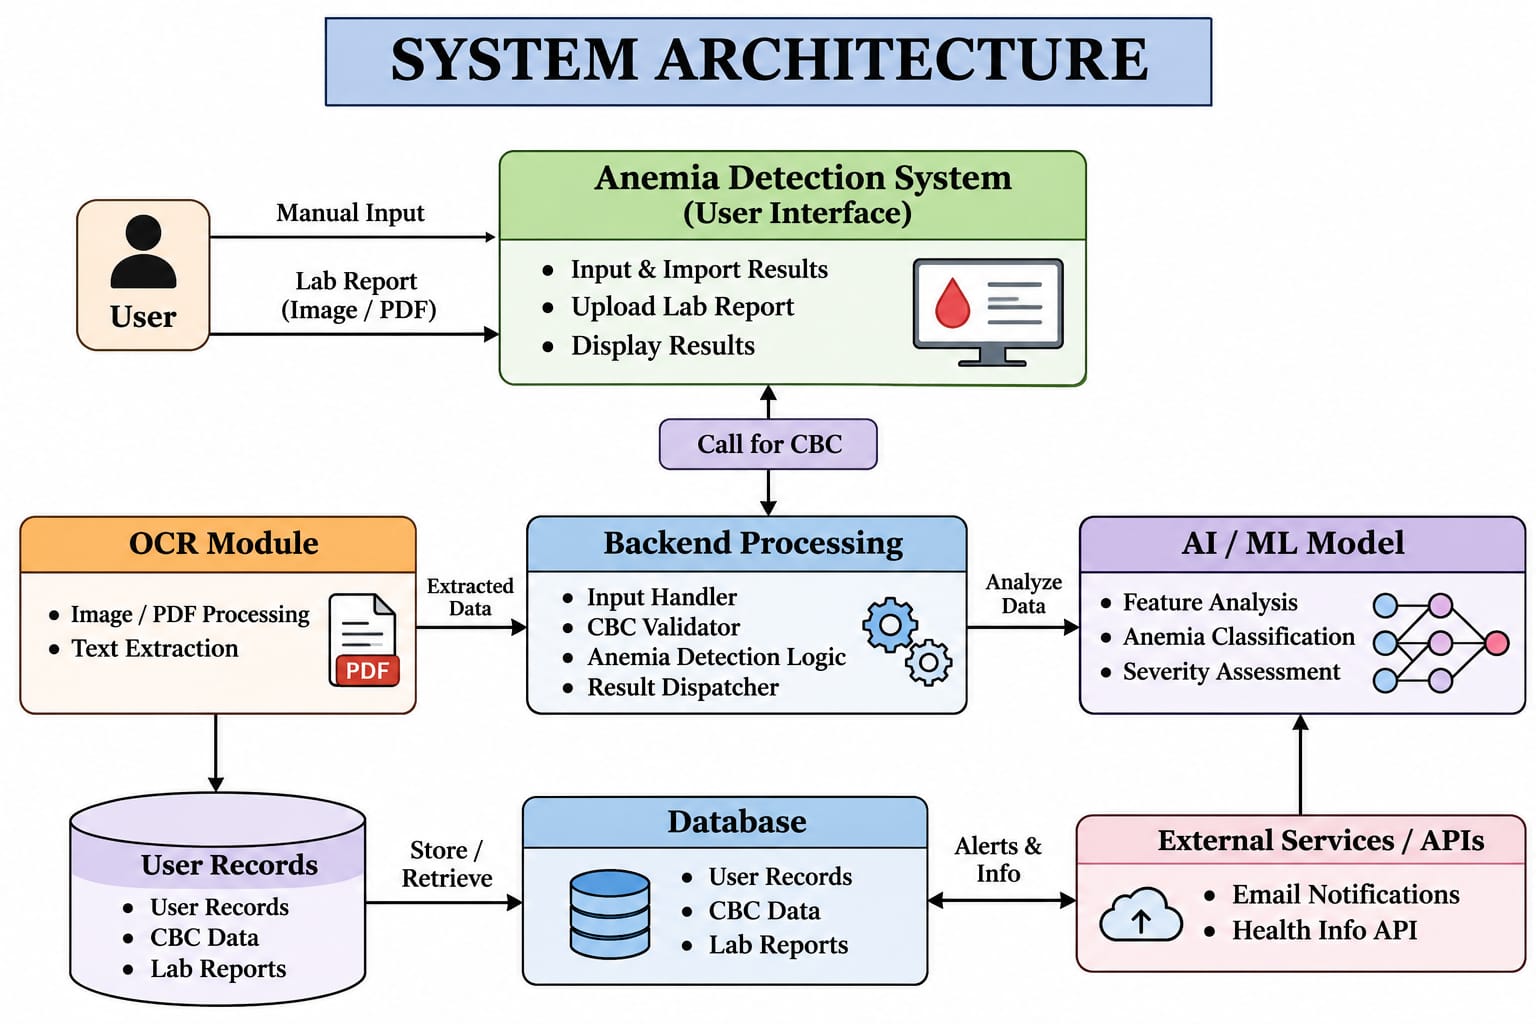 SYSTEM ARCHITECTURE
Anemia Detection System
(User Interface)
Manual Input
Lab Report
(Image / PDF)
User
• Input & Import Results
• Upload Lab Report
• Display Results
Call for CBC
OCR Module
• Image / PDF Processing
• Text Extraction
PDF
Extracted
Data
Backend Processing
• Input Handler
• CBC Validator
• Anemia Detection Logic
• Result Dispatcher
Analyze
Data
AI / ML Model
• Feature Analysis
• Anemia Classification
• Severity Assessment
User Records
• User Records
• CBC Data
• Lab Reports
Store /
Retrieve
Database
• User Records
• CBC Data
• Lab Reports
Alerts &
Info
External Services / APIs
• Email Notifications
• Health Info API